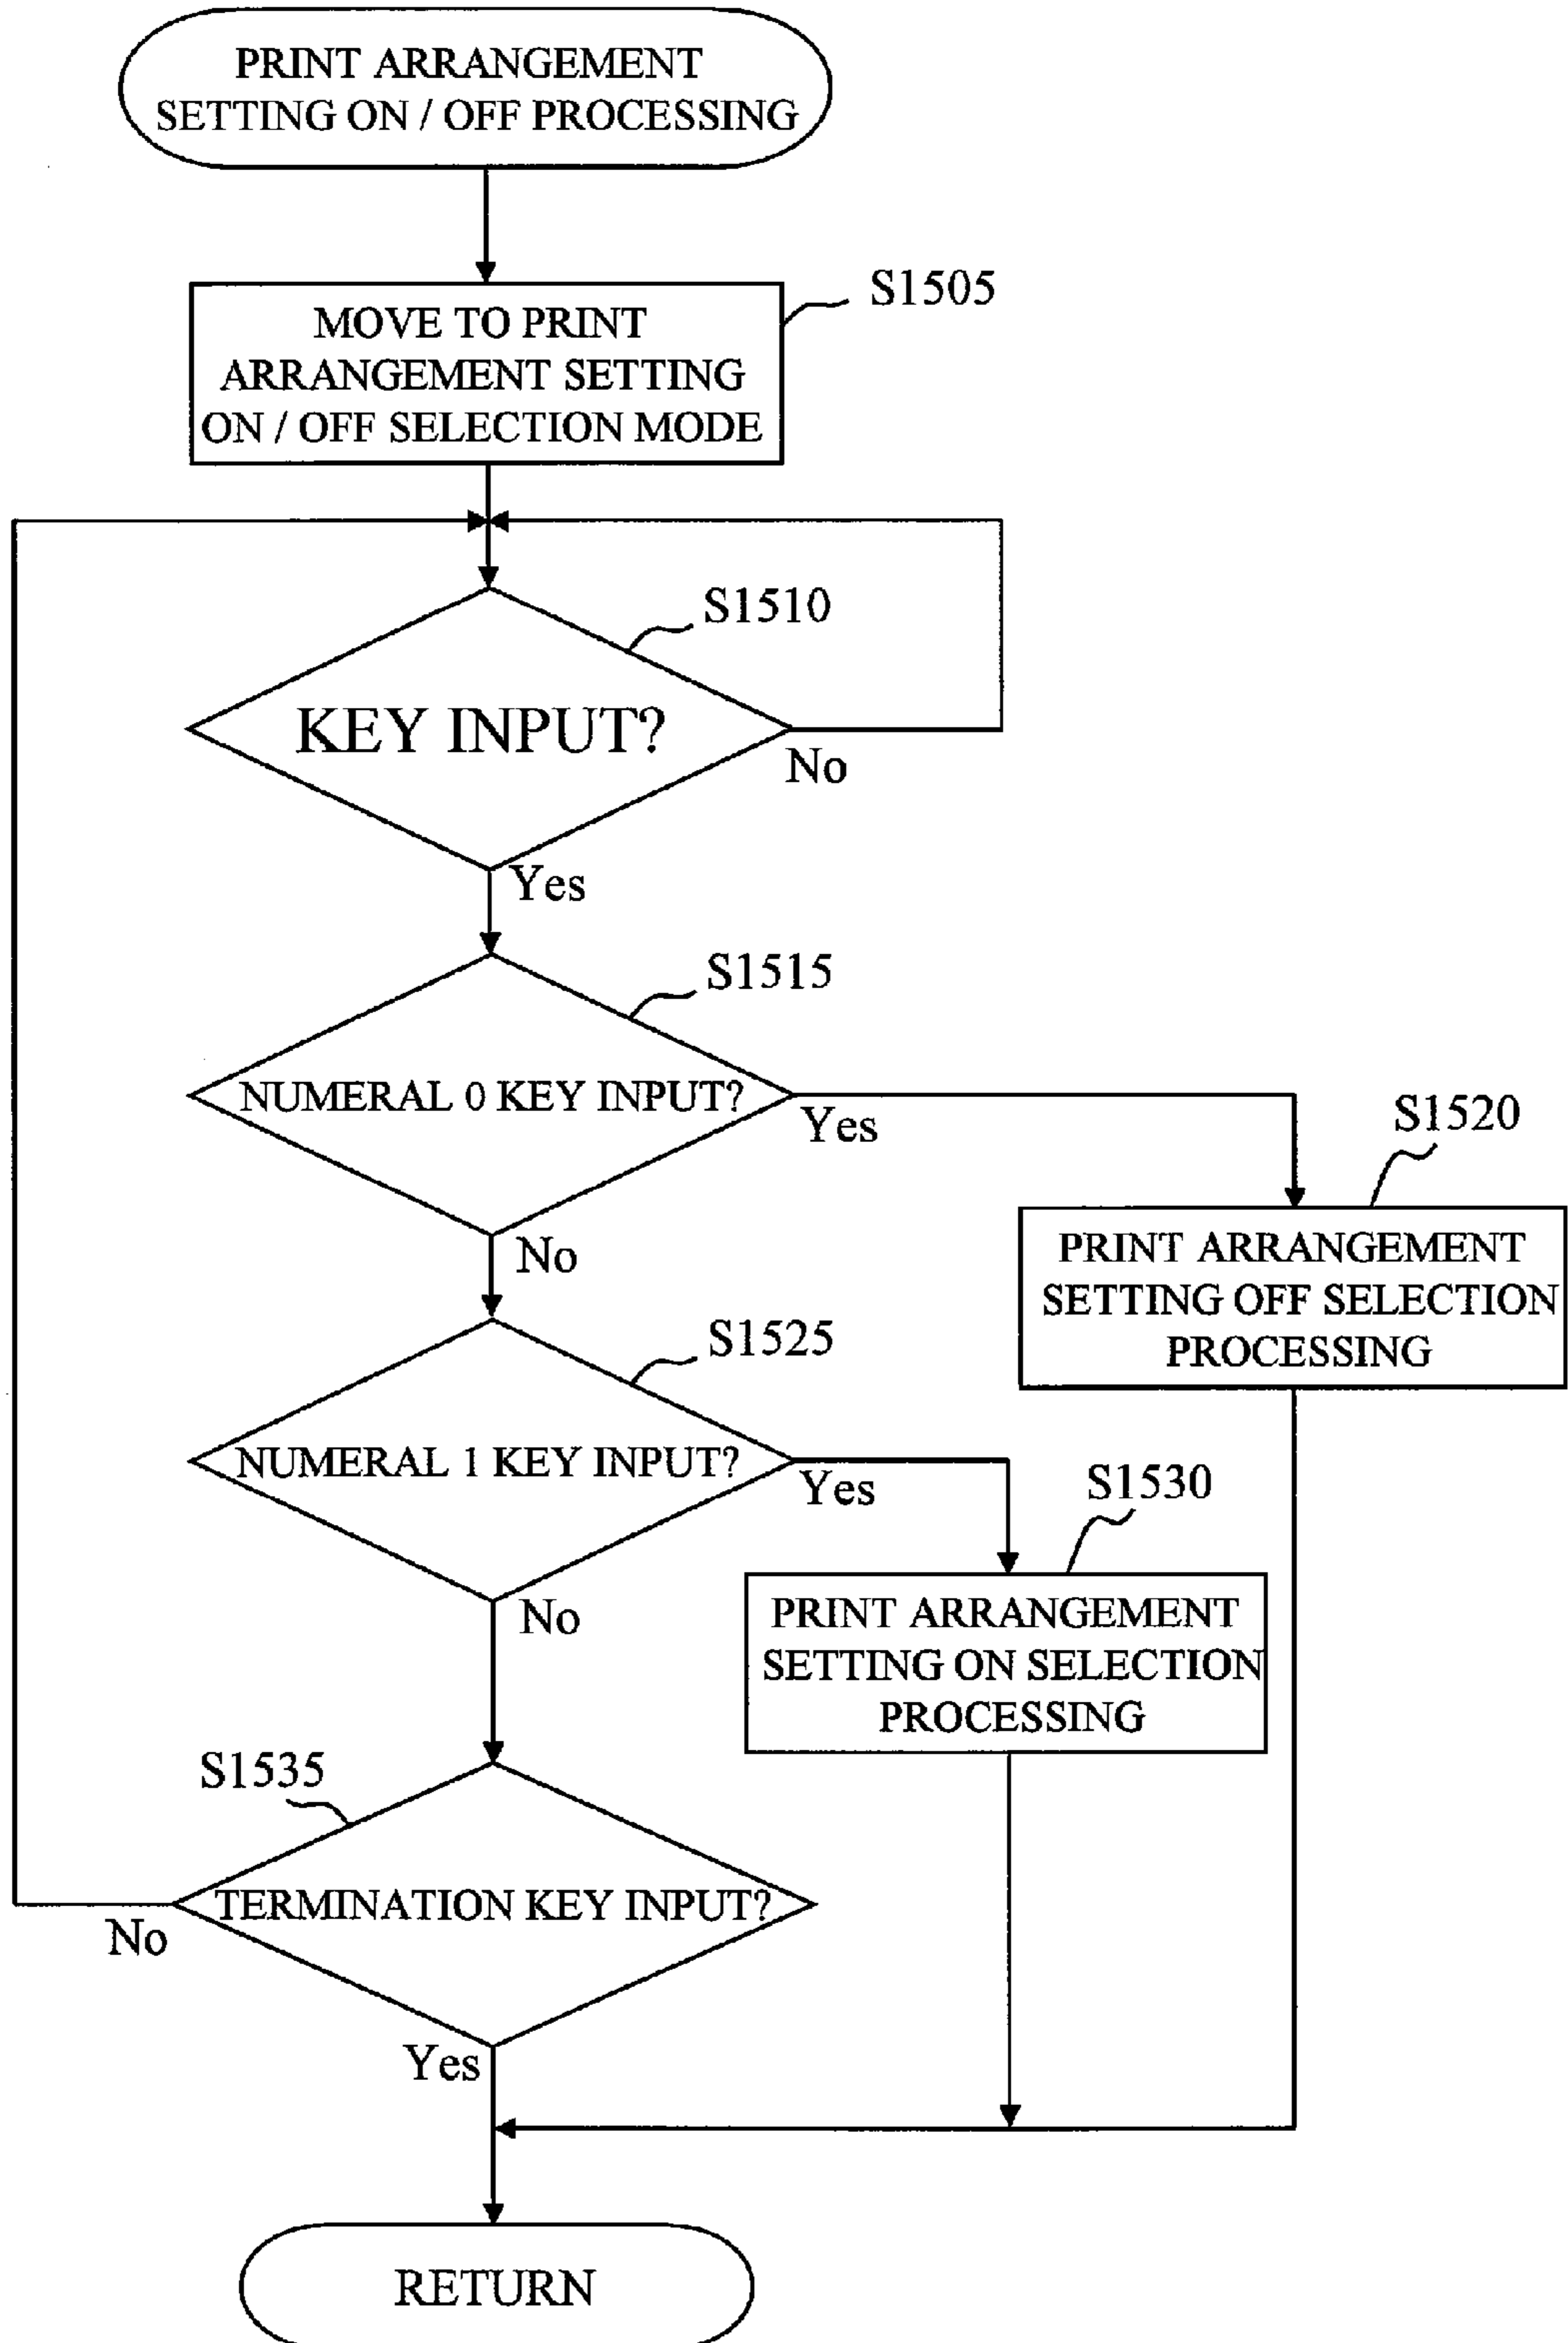 PRINT ARRANGEMENT
SETTING ON / OFF PROCESSING
S1505
MOVE TO PRINT
ARRANGEMENT SETTING
ON / OFF SELECTION MODE
S1510
KEY INPUT?
No
Yes
S1515
NUMERAL 0 KEY INPUT?
Yes
S1520
No
PRINT ARRANGEMENT
SETTING OFF SELECTION
PROCESSING
S1525
NUMERAL 1 KEY INPUT?
Yes
S1530
No
PRINT ARRANGEMENT
SETTING ON SELECTION
PROCESSING
S1535
TERMINATION KEY INPUT?
No
Yes
RETURN